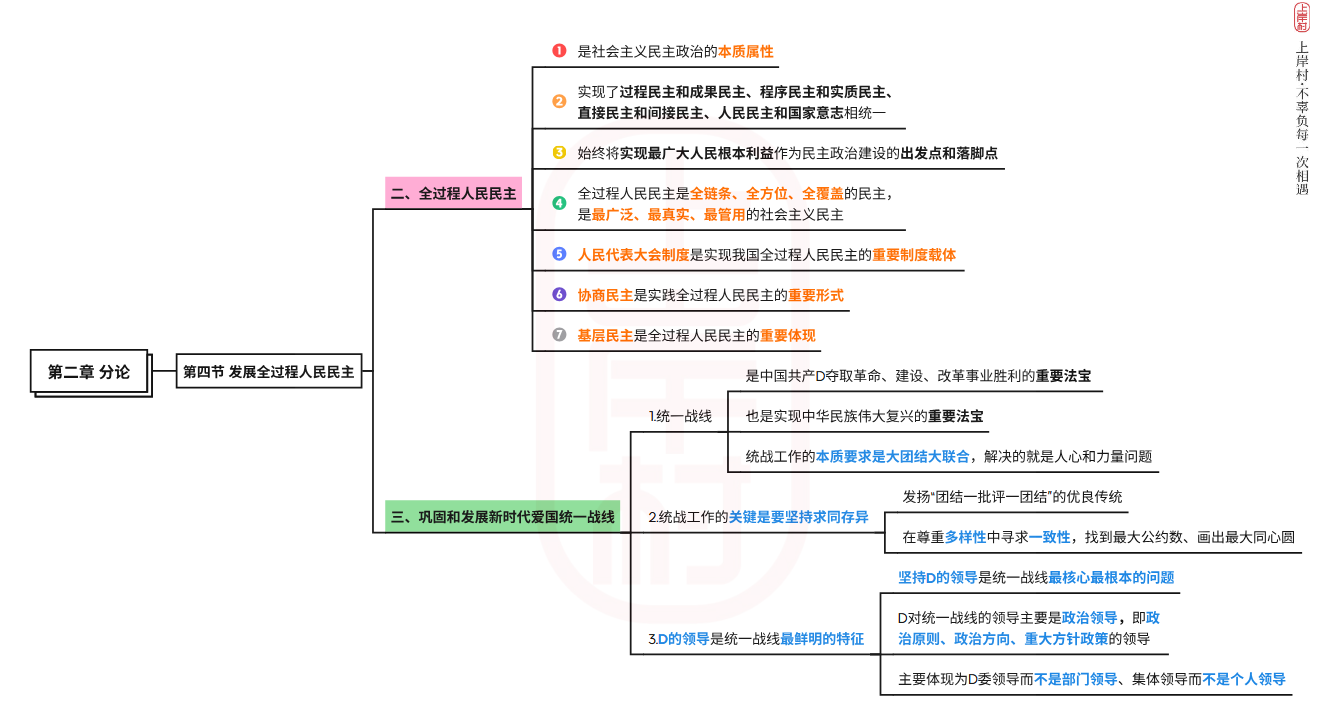 上岸村
上岸村·不辜负每一次相遇
第二章 分论
第四节 发展全过程人民民主
二、全过程人民民主
1 是社会主义民主政治的本质属性
2 实现了过程民主和成果民主、程序民主和实质民主、
直接民主和间接民主、人民民主和国家意志相统一
3 始终将实现最广大人民根本利益作为民主政治建设的出发点和落脚点
4 全过程人民民主是全链条、全方位、全覆盖的民主，
是最广泛、最真实、最管用的社会主义民主
5 人民代表大会制度是实现我国全过程人民民主的重要制度载体
6 协商民主是实践全过程人民民主的重要形式
7 基层民主是全过程人民民主的重要体现
三、巩固和发展新时代爱国统一战线
1.统一战线
是中国共产D夺取革命、建设、改革事业胜利的重要法宝
也是实现中华民族伟大复兴的重要法宝
统战工作的本质要求是大团结大联合，解决的就是人心和力量问题
2.统战工作的关键是要坚持求同存异
发扬“团结一批评一团结”的优良传统
在尊重多样性中寻求一致性，找到最大公约数、画出最大同心圆
3.D的领导是统一战线最鲜明的特征
坚持D的领导是统一战线最核心最根本的问题
D对统一战线的领导主要是政治领导，即政
治原则、政治方向、重大方针政策的领导
主要体现为D委领导而不是部门领导、集体领导而不是个人领导